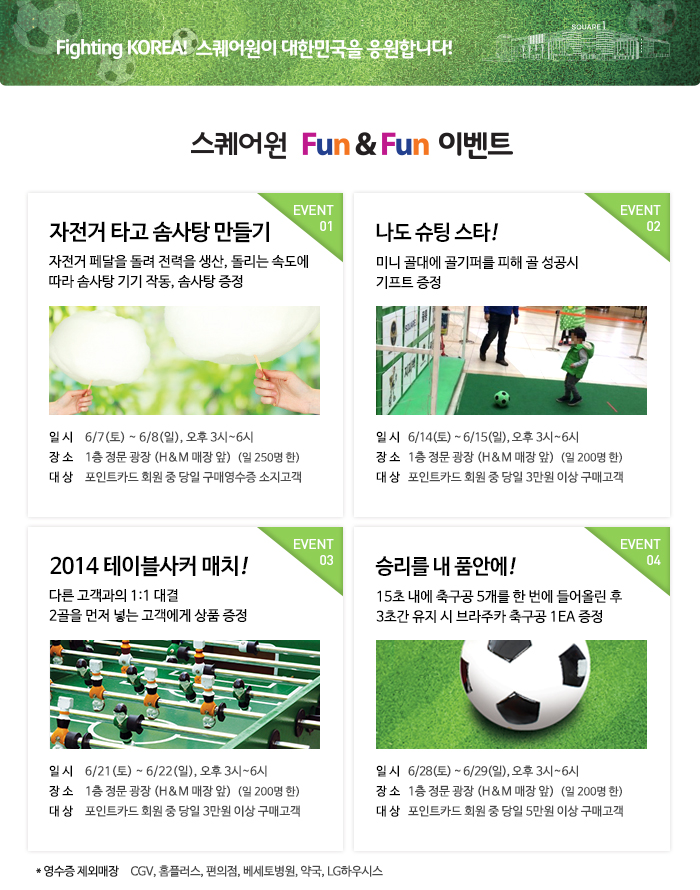 Fighting KOREA! 스퀘어원이 대한민국을 응원합니다!
SQUARE1
스퀘어원 Fun & Fun 이벤트
EVENT 01
자전거 타고 솜사탕 만들기
자전거 페달을 돌려 전력을 생산, 돌리는 속도에
따라 솜사탕 기기 작동, 솜사탕 증정
일 시 6/7(토) ~ 6/8(일), 오후 3시~6시
장 소 1층 정문 광장 (H&M 매장 앞) (일 250명 한)
대 상 포인트카드 회원 중 당일 구매영수증 소지고객
EVENT 02
나도 슈팅 스타!
미니 골대에 골기퍼를 피해 골 성공시
기프트 증정
일 시 6/14(토) ~ 6/15(일), 오후 3시~6시
장 소 1층 정문 광장 (H&M 매장 앞) (일 200명 한)
대 상 포인트카드 회원 중 당일 3만원 이상 구매고객
EVENT 03
2014 테이블사커 매치!
다른 고객과의 1:1 대결
2골을 먼저 넣는 고객에게 상품 증정
일 시 6/21(토) ~ 6/22(일), 오후 3시~6시
장 소 1층 정문 광장 (H&M 매장 앞) (일 200명 한)
대 상 포인트카드 회원 중 당일 3만원 이상 구매고객
EVENT 04
승리를 내 품안에!
15초 내에 축구공 5개를 한 번에 들어올린 후
3초간 유지 시 브라주카 축구공 1EA 증정
일 시 6/28(토) ~ 6/29(일), 오후 3시~6시
장 소 1층 정문 광장 (H&M 매장 앞) (일 200명 한)
대 상 포인트카드 회원 중 당일 5만원 이상 구매고객
* 영수증 제외매장 CGV, 홈플러스, 편의점, 베세토병원, 약국, LG하우시스